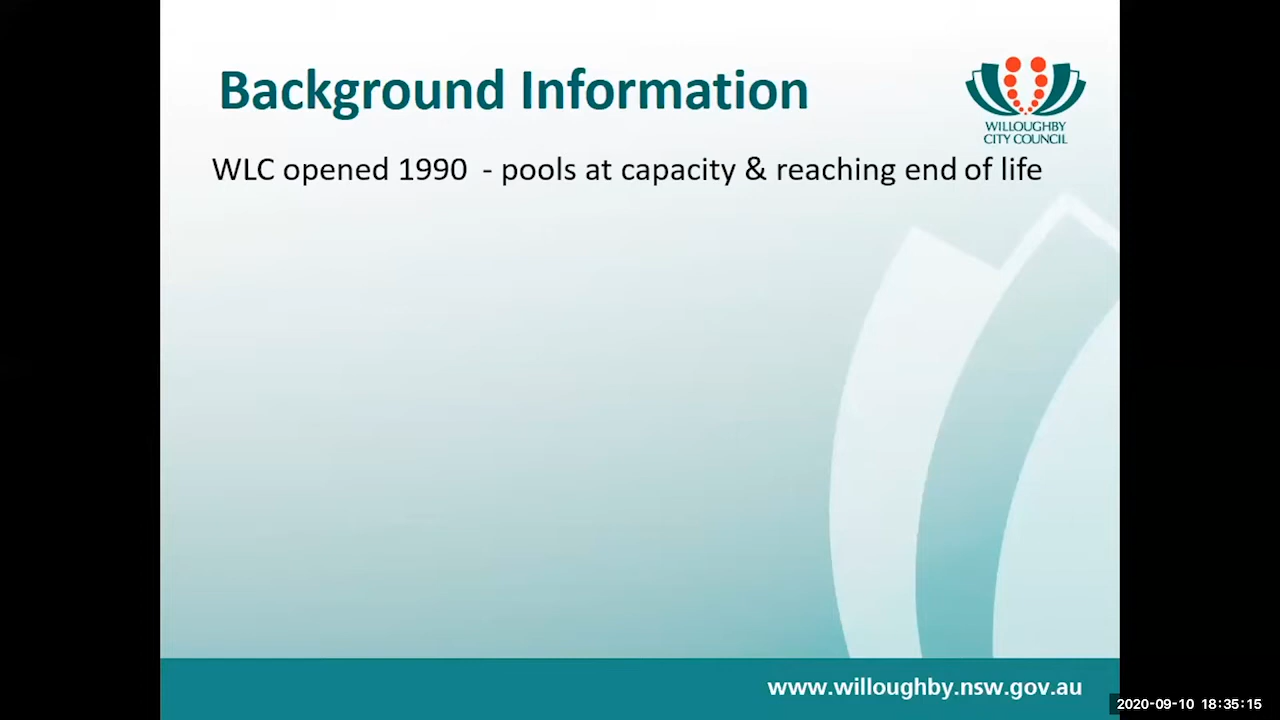 Background Information
WILLOUGHBY
CITY COUNCIL
WLC opened 1990 - pools at capacity & reaching end of life
www.willoughby.nsw.gov.au
2020-09-10 18:35:15